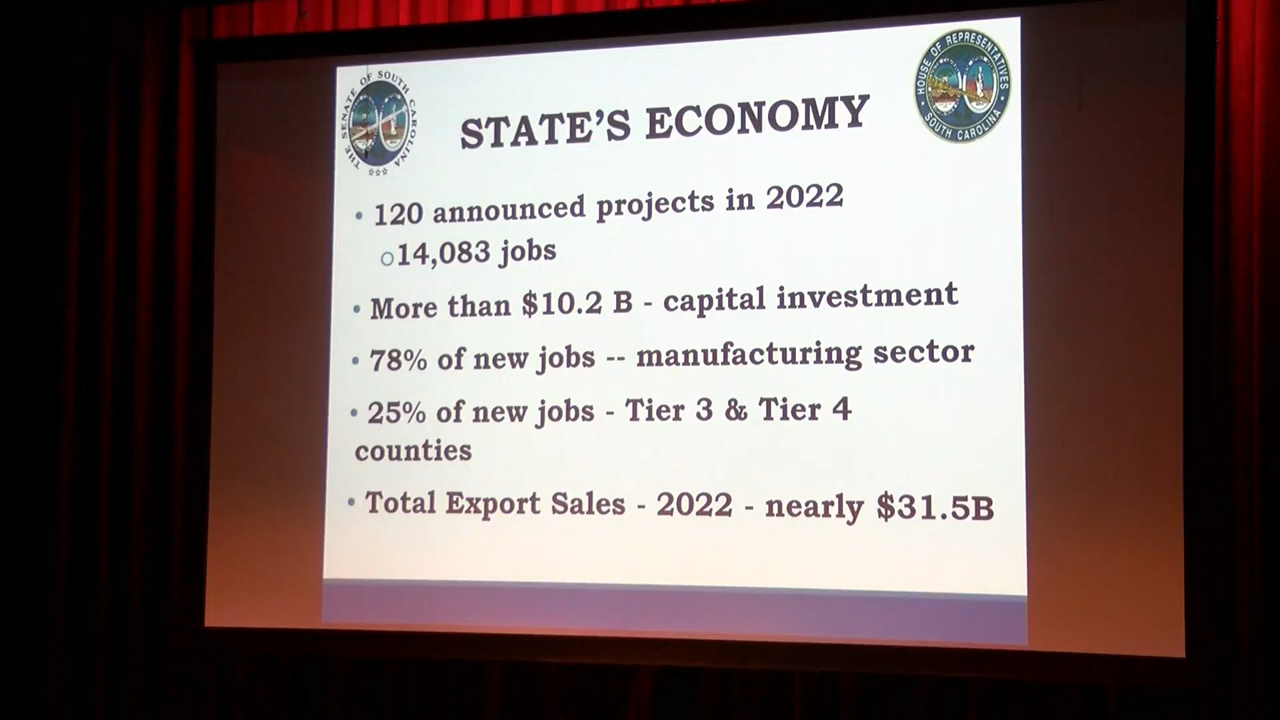 THE SENATE OF SOUTH CAROLINA
HOUSE OF REPRESENTATIVES
SOUTH CAROLINA
STATE'S ECONOMY
• 120 announced projects in 2022
○14,083 jobs
• More than $10.2 B - capital investment
• 78% of new jobs -- manufacturing sector
• 25% of new jobs - Tier 3 & Tier 4
counties
• Total Export Sales - 2022 - nearly $31.5B